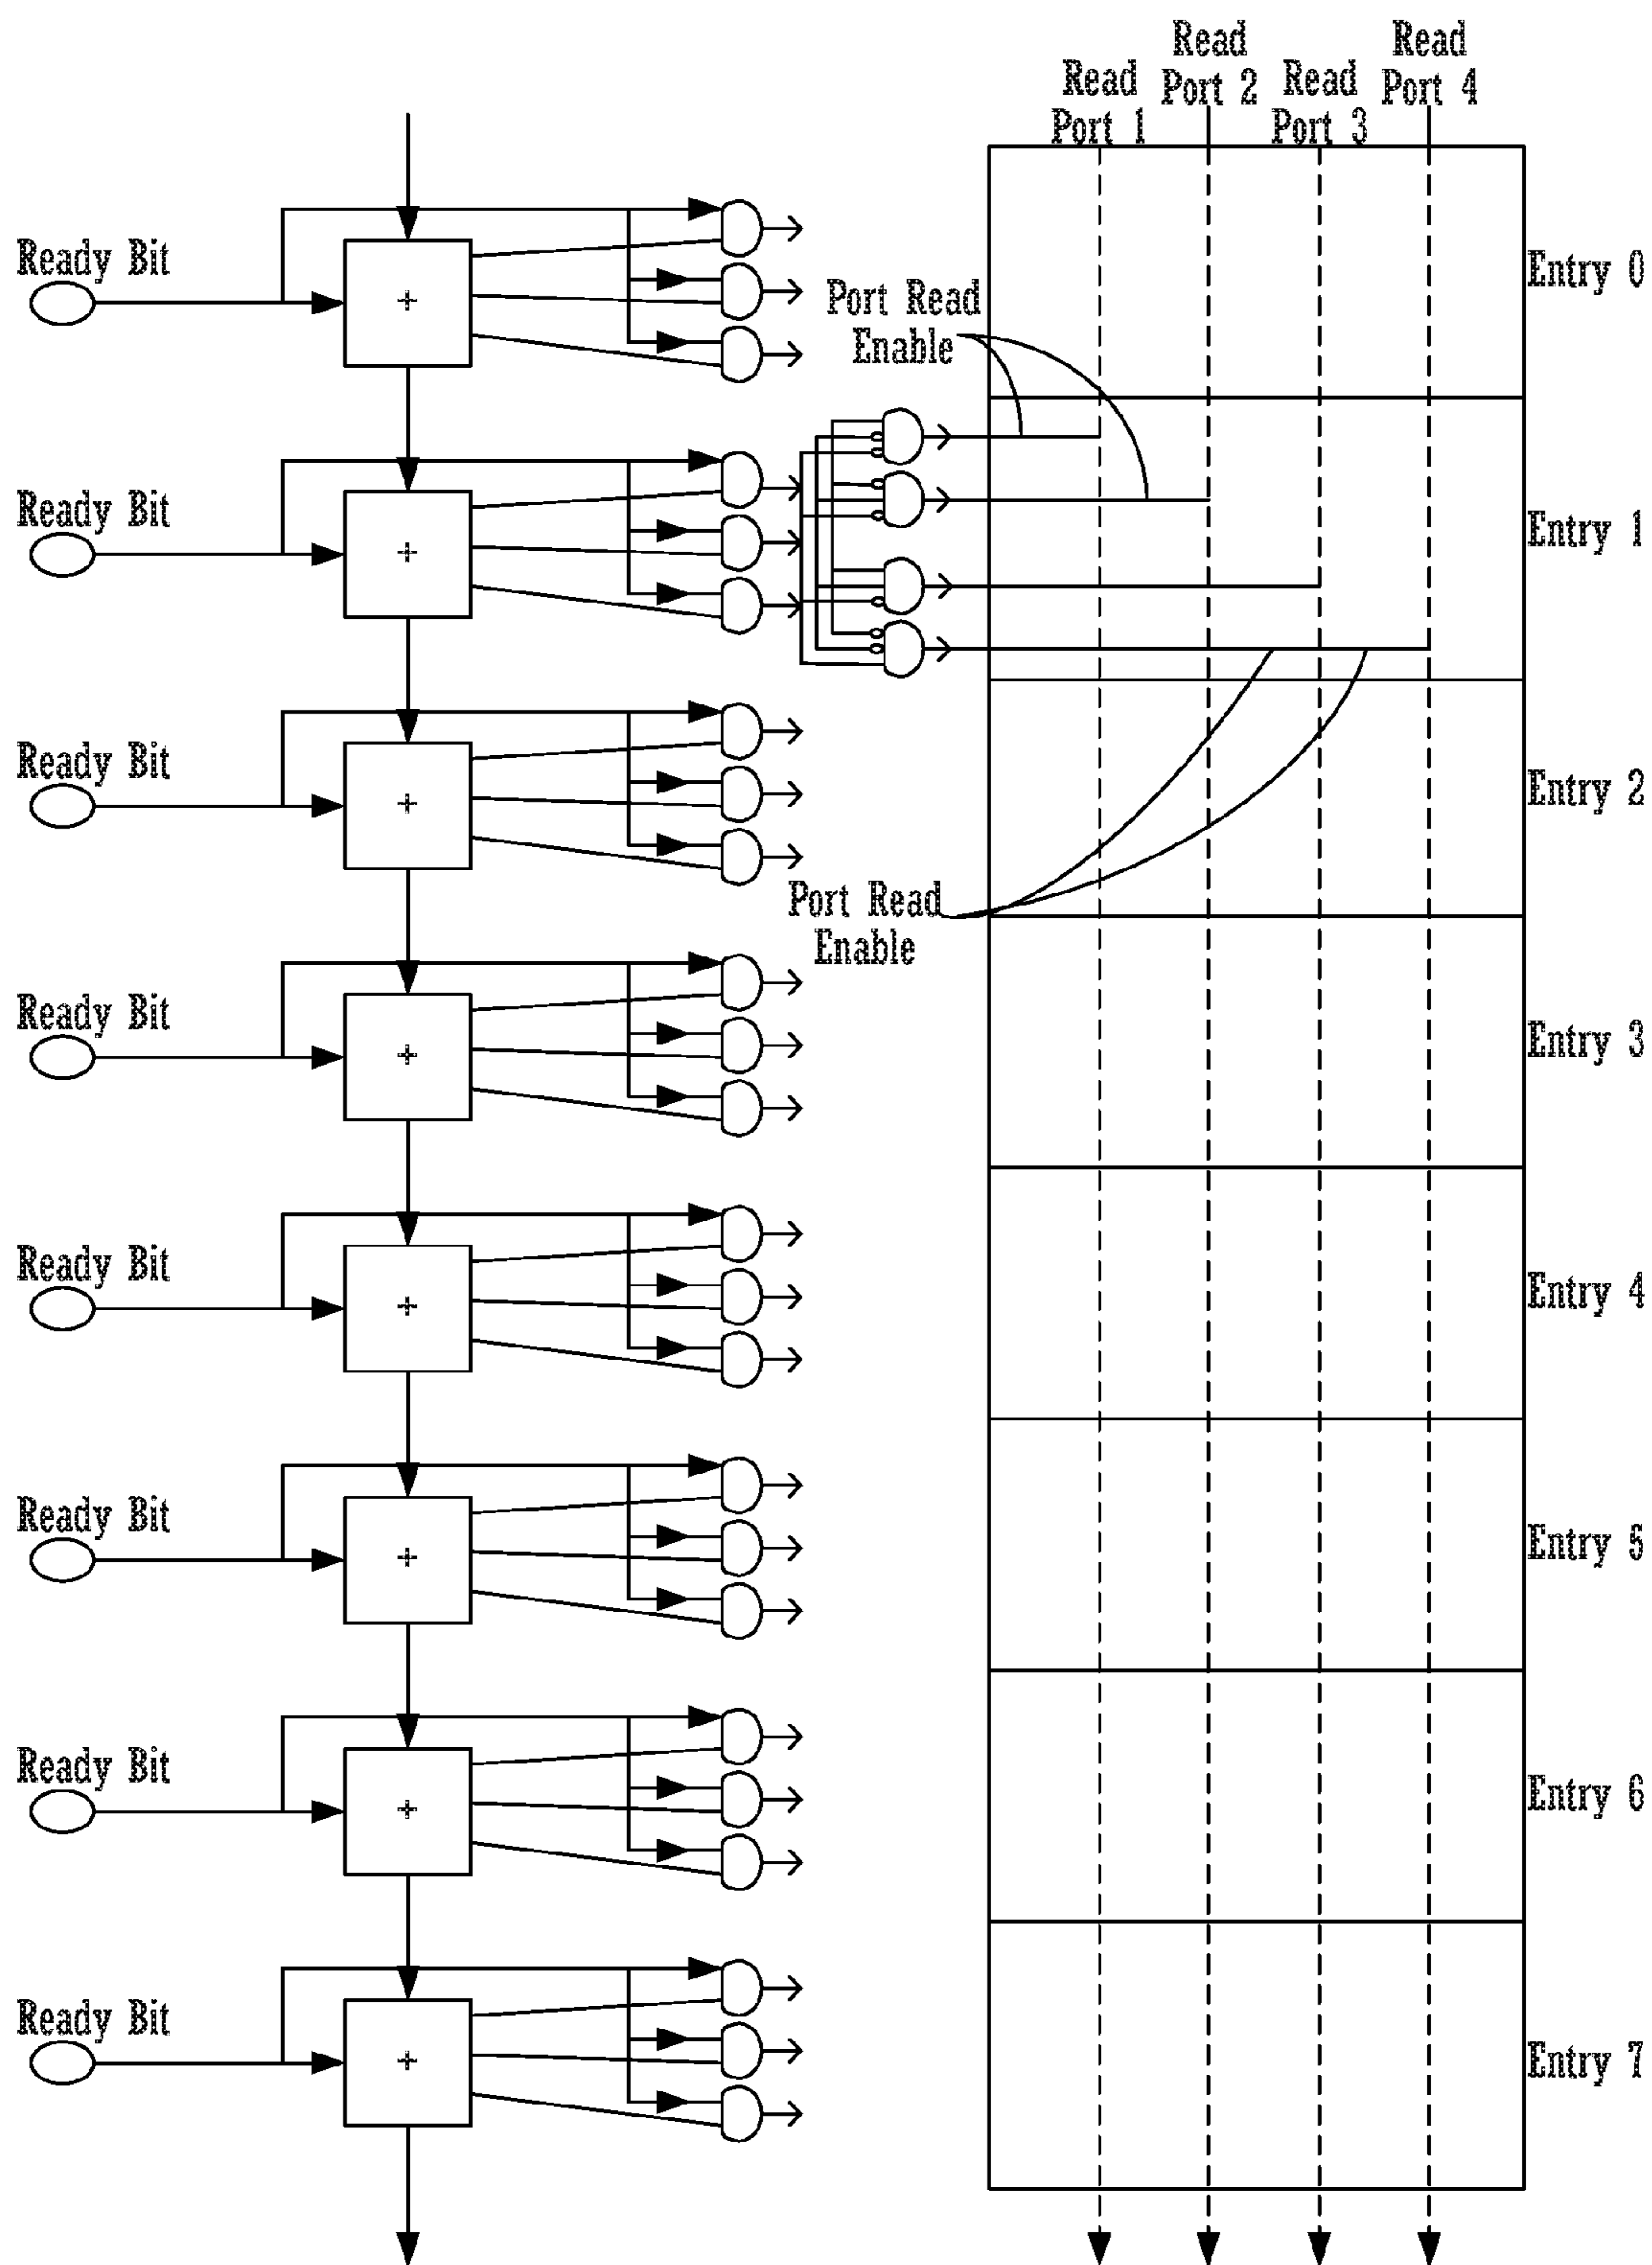 Read
Port 1
Read
Port 2
Read
Port 3
Read
Port 4
Ready Bit
+
Entry 0
Port Read
Enable
Ready Bit
+
Entry 1
Ready Bit
+
Entry 2
Port Read
Enable
Ready Bit
+
Entry 3
Ready Bit
+
Entry 4
Ready Bit
+
Entry 5
Ready Bit
+
Entry 6
Ready Bit
+
Entry 7